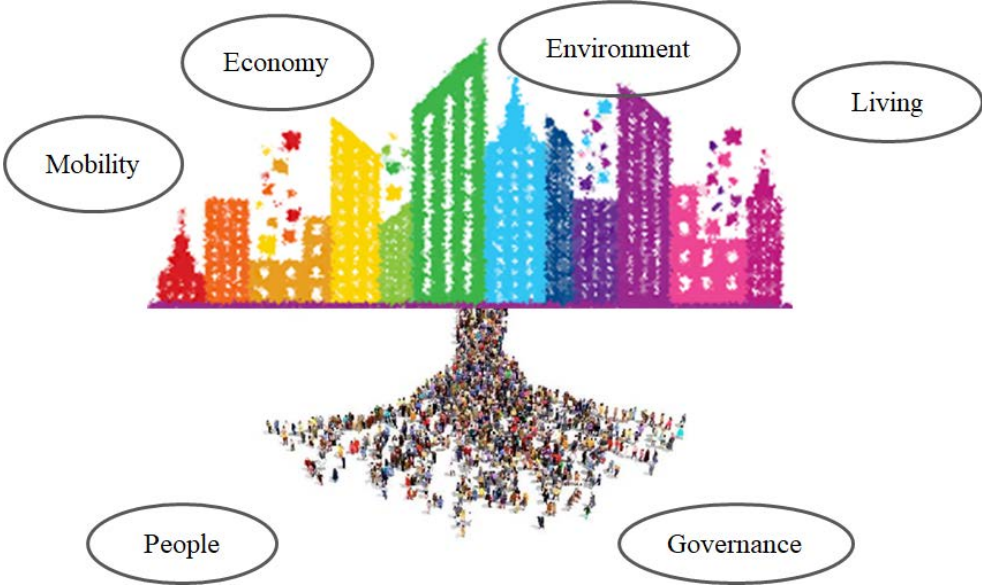 Economy
Environment
Living
Mobility
People
Governance